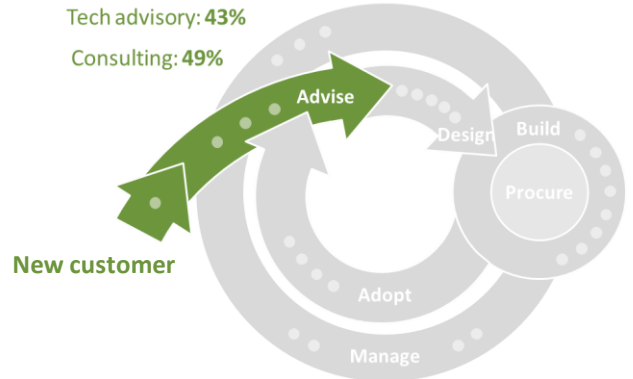 Tech advisory: 43%
Consulting: 49%
Advise
Design
Build
Procure
New customer
Adopt
Manage